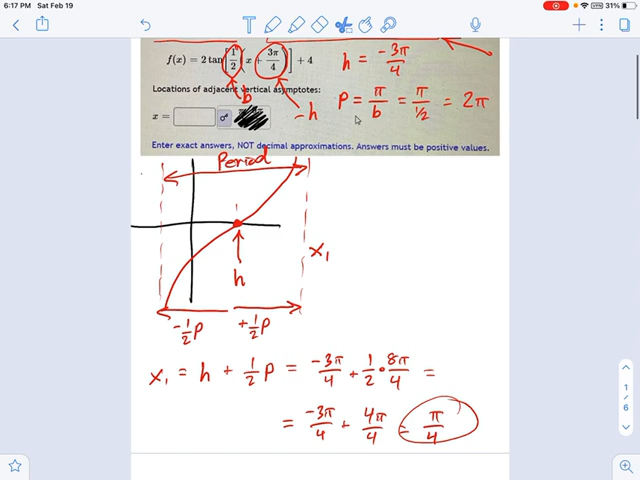 6:17 PM Sat Feb 19
31%
f(x) = 2 tan[1/2(x + 3π/4)] + 4
h = -3π/4
b
-h
P = π/b = π/(1/2) = 2π
Locations of adjacent vertical asymptotes:
x =
Enter exact answers, NOT decimal approximations. Answers must be positive values.
Period
x₁
h
-1/2P +1/2P
x₁ = h + 1/2 P = -3π/4 + 1/2 • 8π/4 =
= -3π/4 + 4π/4 = π/4
1
/ 6